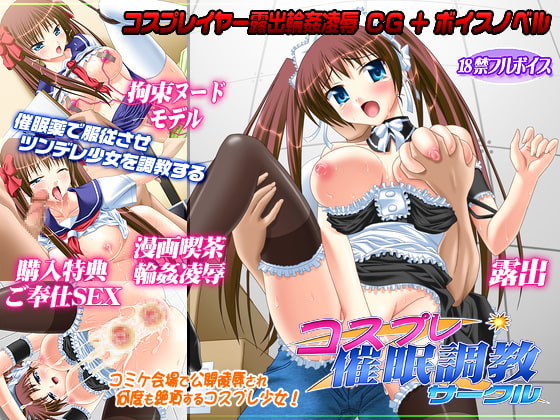 コスプレイヤー露出輪姦凌辱 CG + ボイスノベル
18禁フルボイス
拘束ヌード
モデル
催眠薬で服従させ
ツンデレ少女を調教する
漫画喫茶
輪姦凌辱
購入特典
ご奉仕SEX
露出
コスプレ
催眠調教
サークル
コミケ会場で公開凌辱され
何度も絶頂するコスプレ少女!